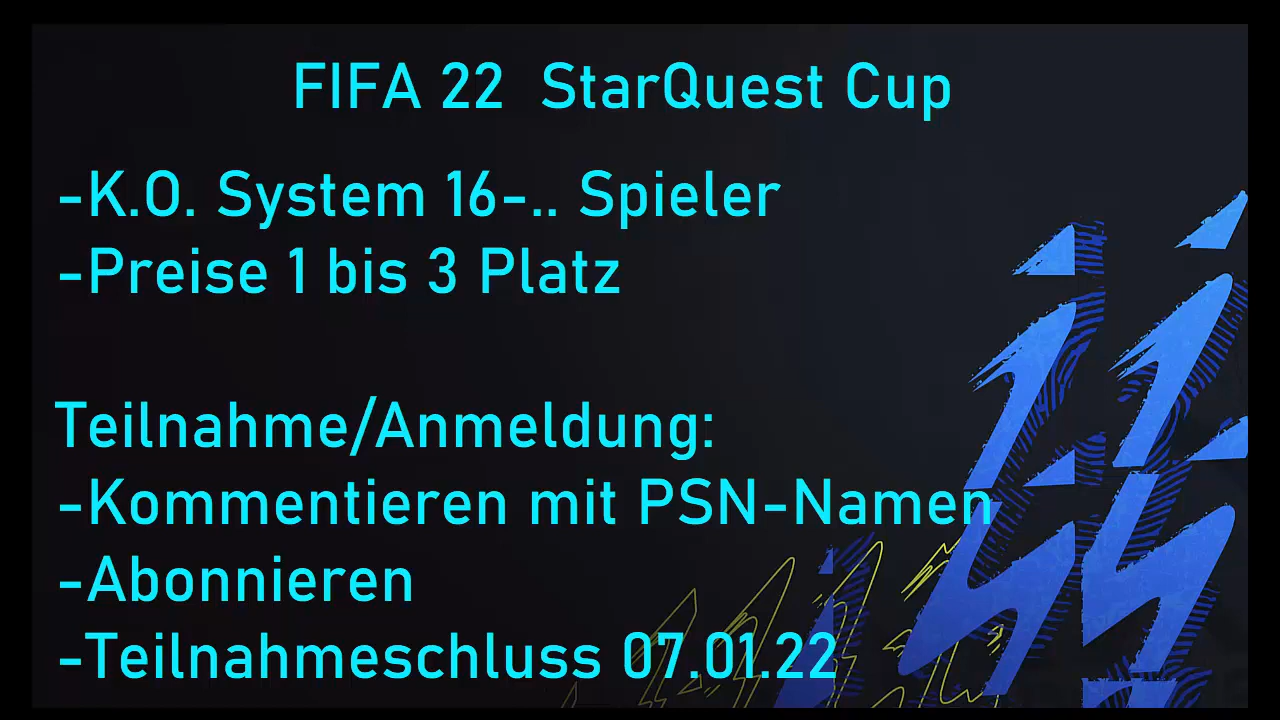 FIFA 22 StarQuest Cup
-K.O. System 16-.. Spieler
-Preise 1 bis 3 Platz
Teilnahme/Anmeldung:
-Kommentieren mit PSN-Namen
-Abonnieren
-Teilnahmeschluss 07.01.22